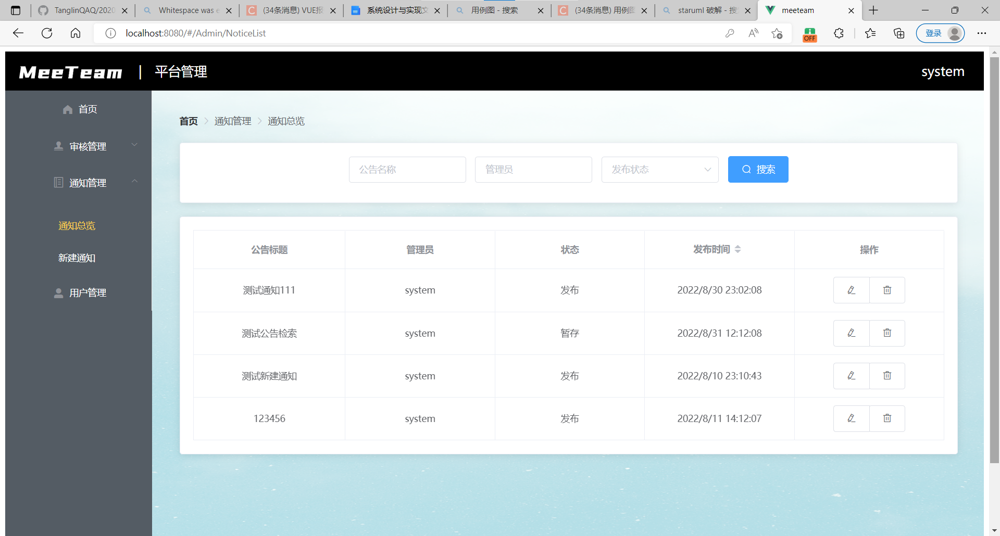 TanglinQAQ/2020
Whitespace was e
(34条消息) VUE报
系统设计与实现文
用例图 - 搜索
(34条消息) 用例图
staruml 破解 - 搜
meeteam
localhost:8080/#/Admin/NoticeList
OFF
登录
MeeTeam | 平台管理
system
首页
审核管理
通知管理
通知总览
新建通知
用户管理
首页 > 通知管理 > 通知总览
公告名称 管理员 发布状态 搜索
公告标题 管理员 状态 发布时间 操作
测试通知111 system 发布 2022/8/30 23:02:08
测试公告检索 system 暂存 2022/8/31 12:12:08
测试新建通知 system 发布 2022/8/10 23:10:43
123456 system 发布 2022/8/11 14:12:07